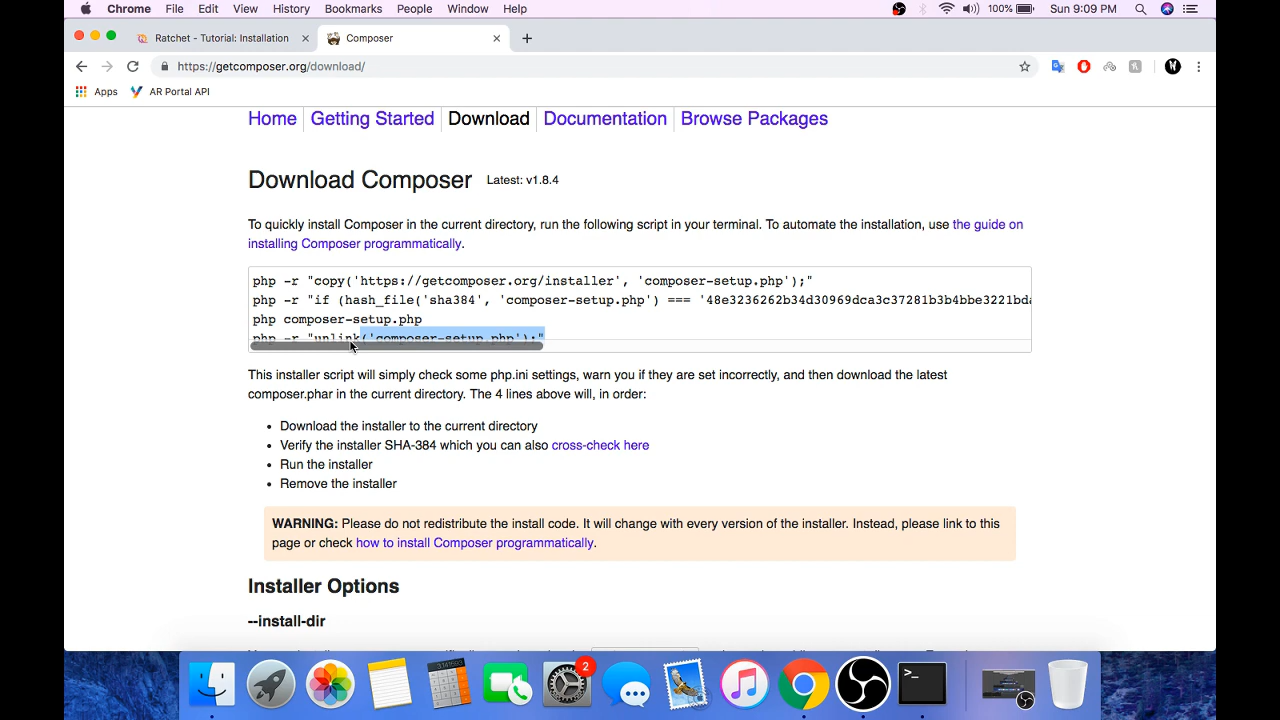 Chrome File Edit View History Bookmarks People Window Help 100% Sun 9:09 PM
Ratchet - Tutorial: Installation Composer
https://getcomposer.org/download/
Apps AR Portal API
Home Getting Started Download Documentation Browse Packages
Download Composer Latest: v1.8.4
To quickly install Composer in the current directory, run the following script in your terminal. To automate the installation, use the guide on
installing Composer programmatically.
php -r "copy('https://getcomposer.org/installer', 'composer-setup.php');"
php -r "if (hash_file('sha384', 'composer-setup.php') === '48e3236262b34d30969dca3c37281b3b4bbe3221bda
php composer-setup.php
php -r "unlink('composer-setup.php');"
This installer script will simply check some php.ini settings, warn you if they are set incorrectly, and then download the latest
composer.phar in the current directory. The 4 lines above will, in order:
• Download the installer to the current directory
• Verify the installer SHA-384 which you can also cross-check here
• Run the installer
• Remove the installer
WARNING: Please do not redistribute the install code. It will change with every version of the installer. Instead, please link to this
page or check how to install Composer programmatically.
Installer Options
--install-dir
2